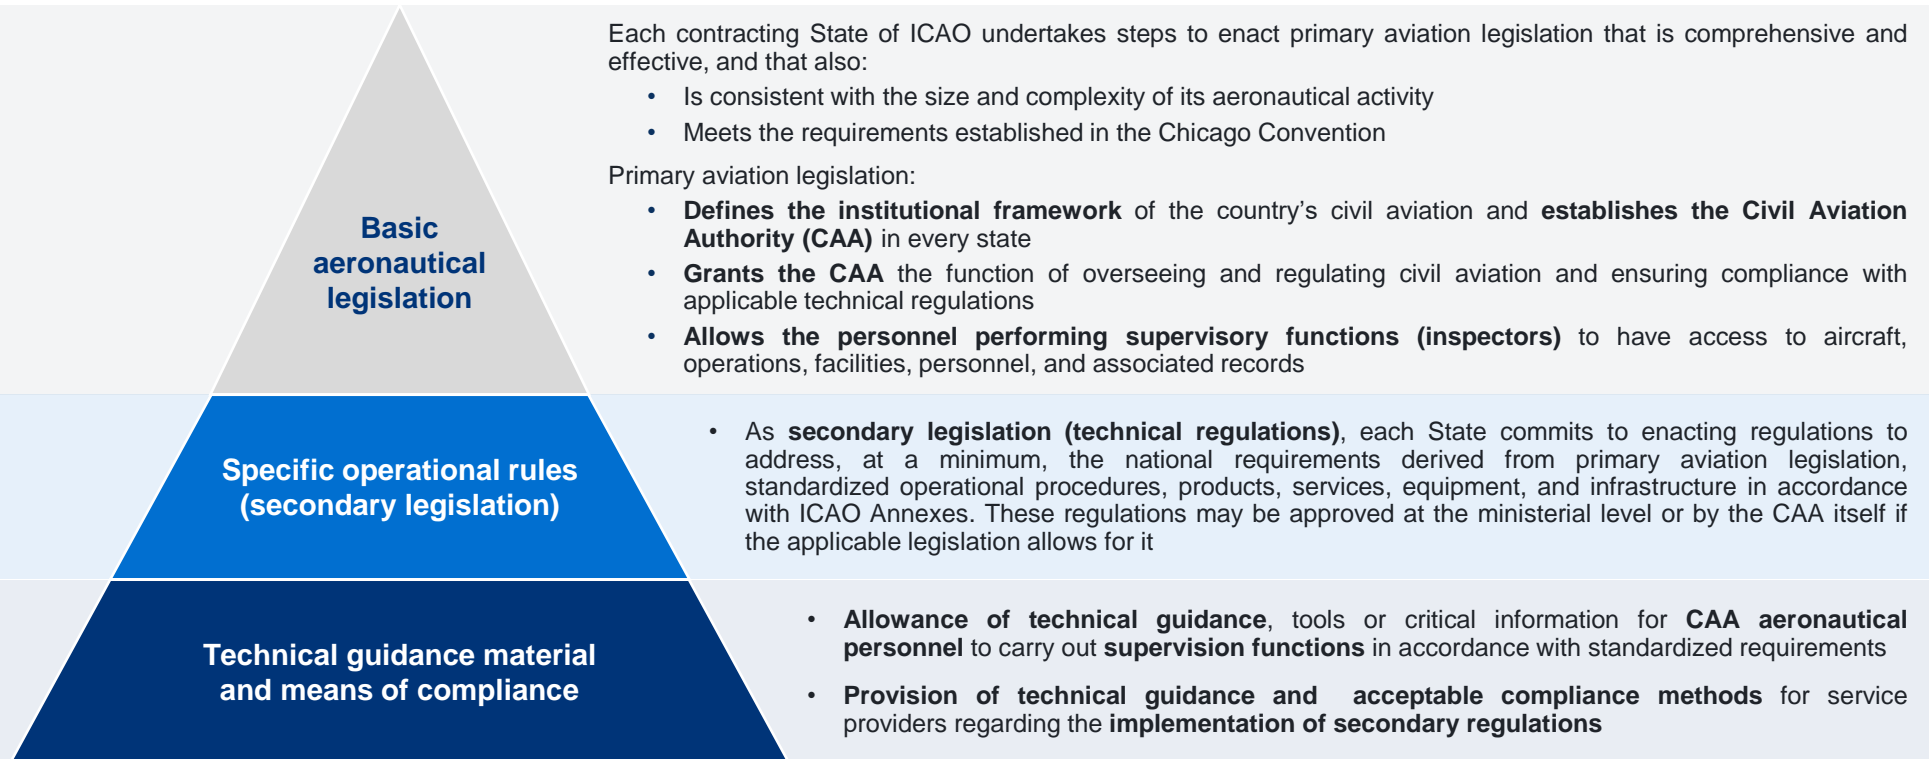 Basic
aeronautical
legislation
Each contracting State of ICAO undertakes steps to enact primary aviation legislation that is comprehensive and
effective, and that also:
• Is consistent with the size and complexity of its aeronautical activity
• Meets the requirements established in the Chicago Convention
Primary aviation legislation:
• Defines the institutional framework of the country’s civil aviation and establishes the Civil Aviation
Authority (CAA) in every state
• Grants the CAA the function of overseeing and regulating civil aviation and ensuring compliance with
applicable technical regulations
• Allows the personnel performing supervisory functions (inspectors) to have access to aircraft,
operations, facilities, personnel, and associated records
Specific operational rules
(secondary legislation)
• As secondary legislation (technical regulations), each State commits to enacting regulations to
address, at a minimum, the national requirements derived from primary aviation legislation,
standardized operational procedures, products, services, equipment, and infrastructure in accordance
with ICAO Annexes. These regulations may be approved at the ministerial level or by the CAA itself if
the applicable legislation allows for it
Technical guidance material
and means of compliance
• Allowance of technical guidance, tools or critical information for CAA aeronautical
personnel to carry out supervision functions in accordance with standardized requirements
• Provision of technical guidance and acceptable compliance methods for service
providers regarding the implementation of secondary regulations